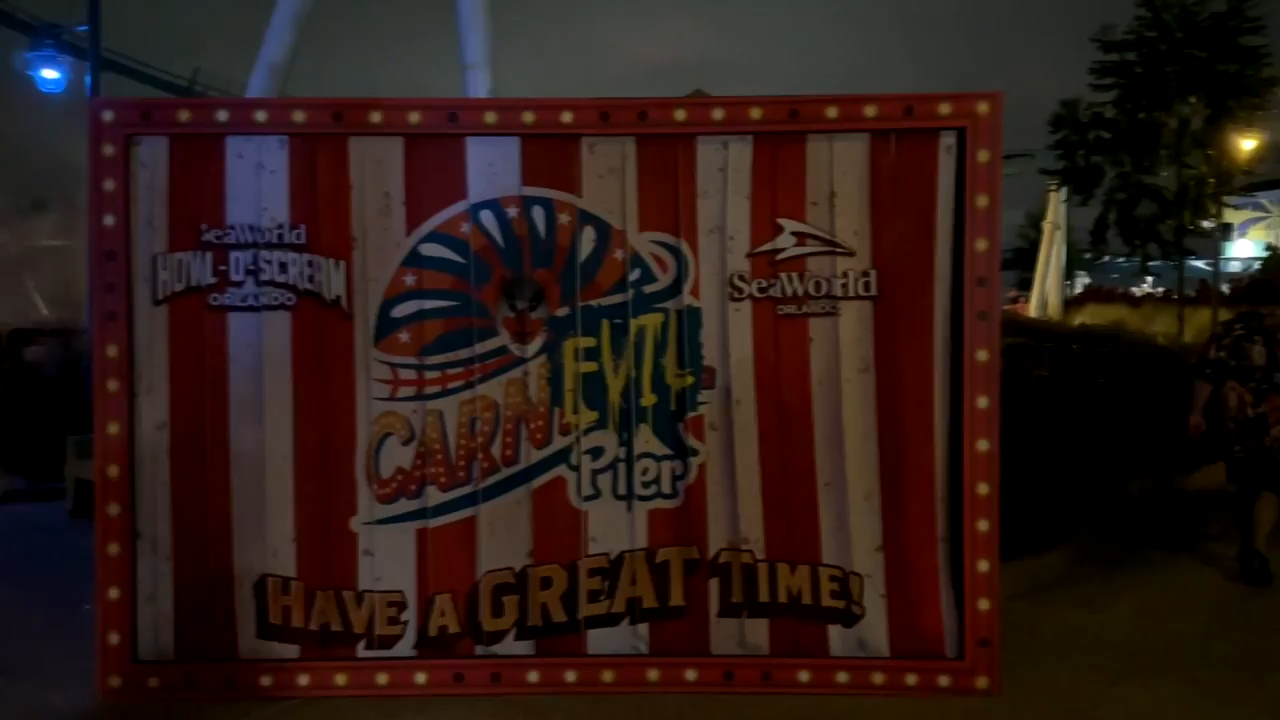 SeaWorld
HOWL-O-SCREAM
ORLANDO
SeaWorld
ORLANDO
CARNEVIL
Pier
HAVE A GREAT TIME!